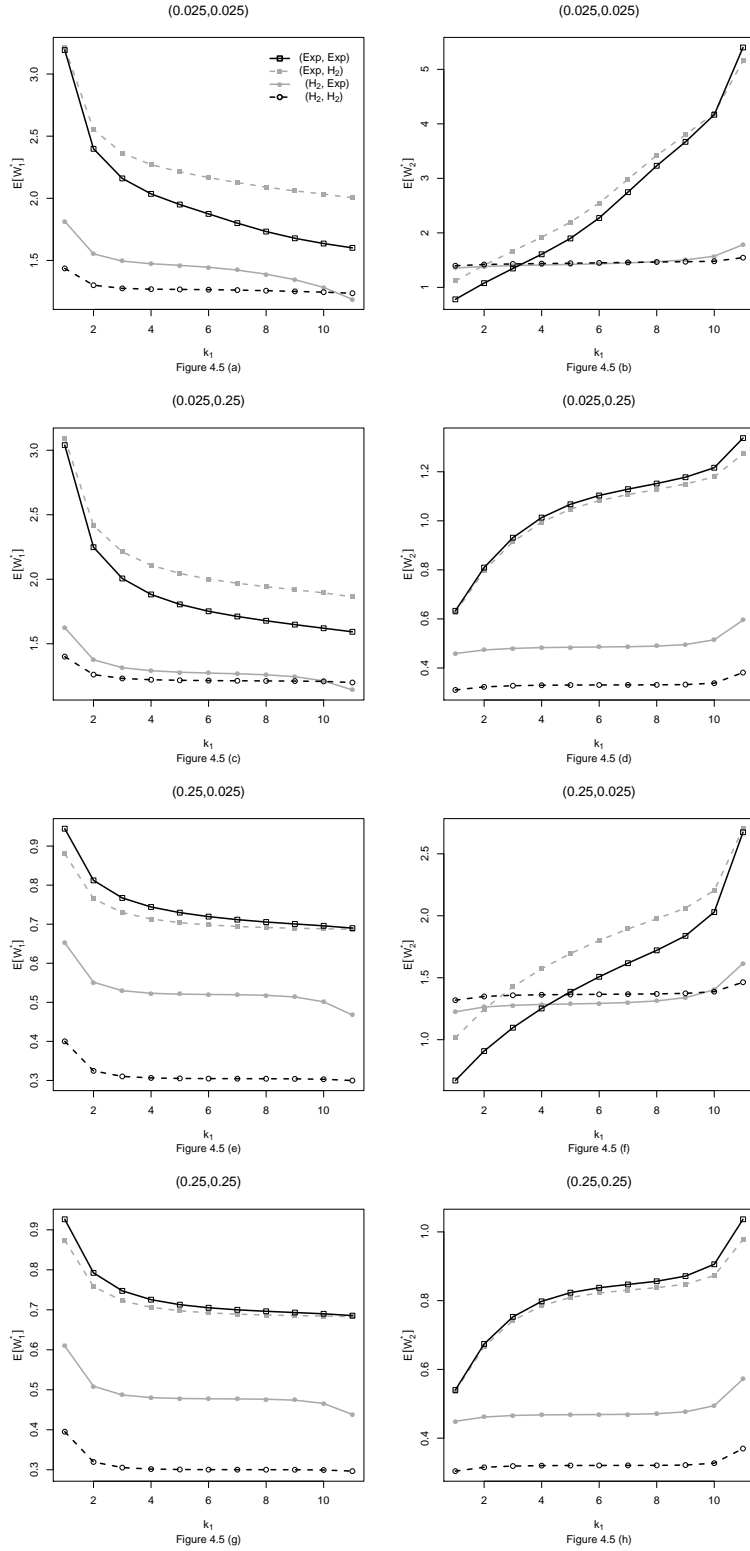 (0.025,0.025)
3.0
2.5
2.0
1.5
E[W*1]
(Exp, Exp)
(Exp, H2)
(H2, Exp)
(H2, H2)
2 4 6 8 10
k1
Figure 4.5 (a)
(0.025,0.025)
5
4
3
2
1
E[W*2]
2 4 6 8 10
k1
Figure 4.5 (b)
(0.025,0.25)
3.0
2.5
2.0
1.5
E[W*1]
2 4 6 8 10
k1
Figure 4.5 (c)
(0.025,0.25)
1.2
1.0
0.8
0.6
0.4
E[W*2]
2 4 6 8 10
k1
Figure 4.5 (d)
(0.25,0.025)
0.9
0.8
0.7
0.6
0.5
0.4
0.3
E[W*1]
2 4 6 8 10
k1
Figure 4.5 (e)
(0.25,0.025)
2.5
2.0
1.5
1.0
E[W*2]
2 4 6 8 10
k1
Figure 4.5 (f)
(0.25,0.25)
0.9
0.8
0.7
0.6
0.5
0.4
0.3
E[W*1]
2 4 6 8 10
k1
Figure 4.5 (g)
(0.25,0.25)
1.0
0.8
0.6
0.4
E[W*2]
2 4 6 8 10
k1
Figure 4.5 (h)